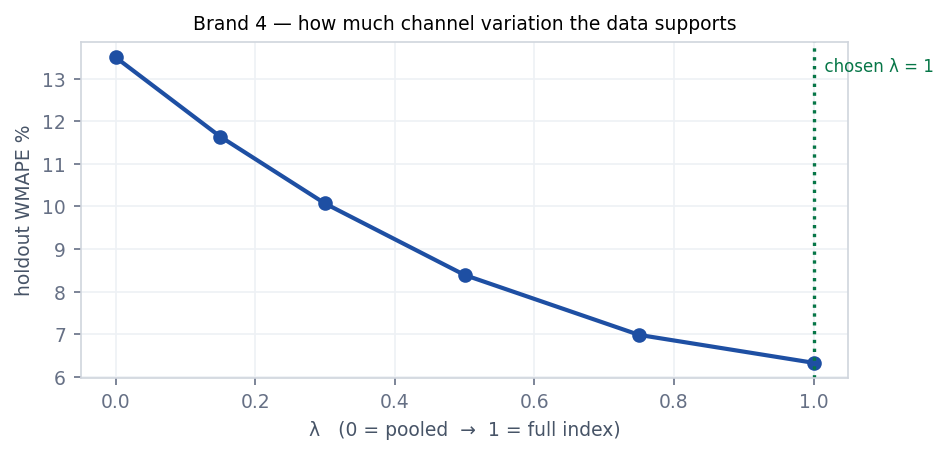 Brand 4 — how much channel variation the data supports
chosen λ = 1
holdout WMAPE %
13
12
11
10
9
8
7
6
0.0 0.2 0.4 0.6 0.8 1.0
λ (0 = pooled → 1 = full index)